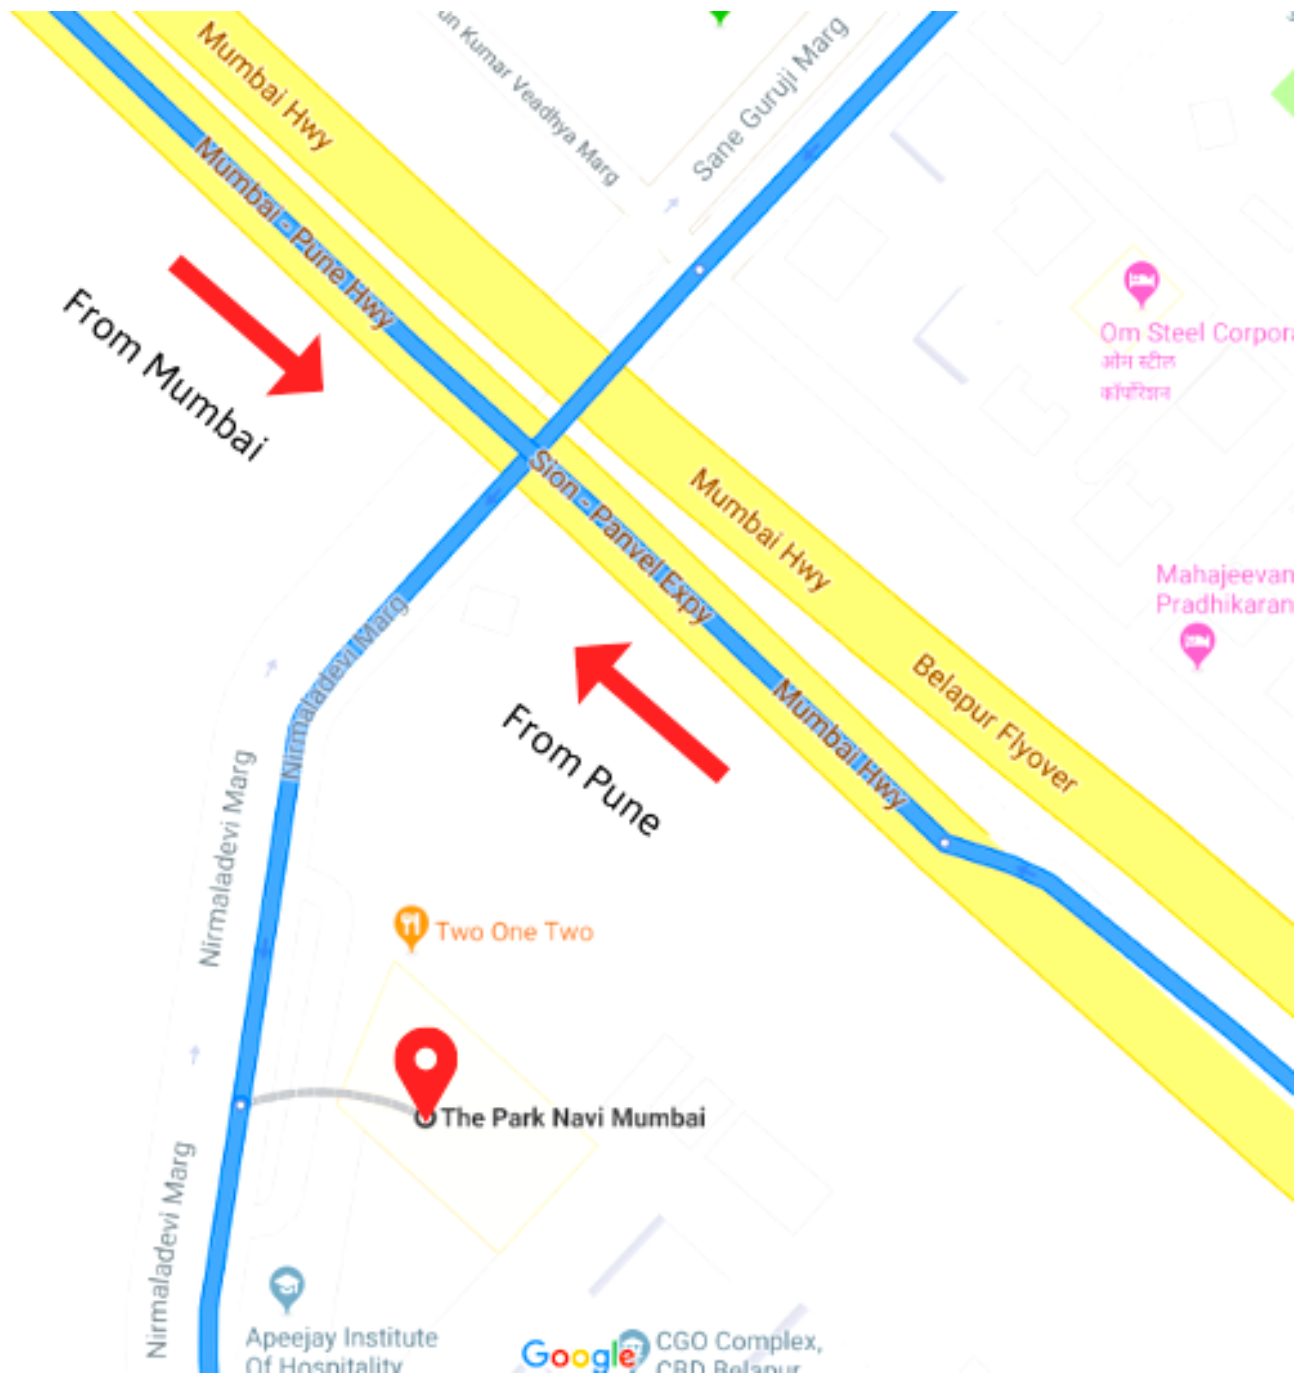 un Kumar Veadhya Marg
Sane Guruji Marg
Mumbai Hwy
Mumbai - Pune Hwy
From Mumbai
Om Steel Corpora
ओम स्टील
कॉर्पोरेशन
Sion - Panvel Expy
Mumbai Hwy
Mahajeevan
Pradhikaran
Nirmaladevi Marg
Belapur Flyover
Mumbai Hwy
From Pune
Nirmaladevi Marg
Two One Two
The Park Navi Mumbai
Nirmaladevi Marg
Apeejay Institute
Of Hospitality
Google
CGO Complex,
CBD Belapur